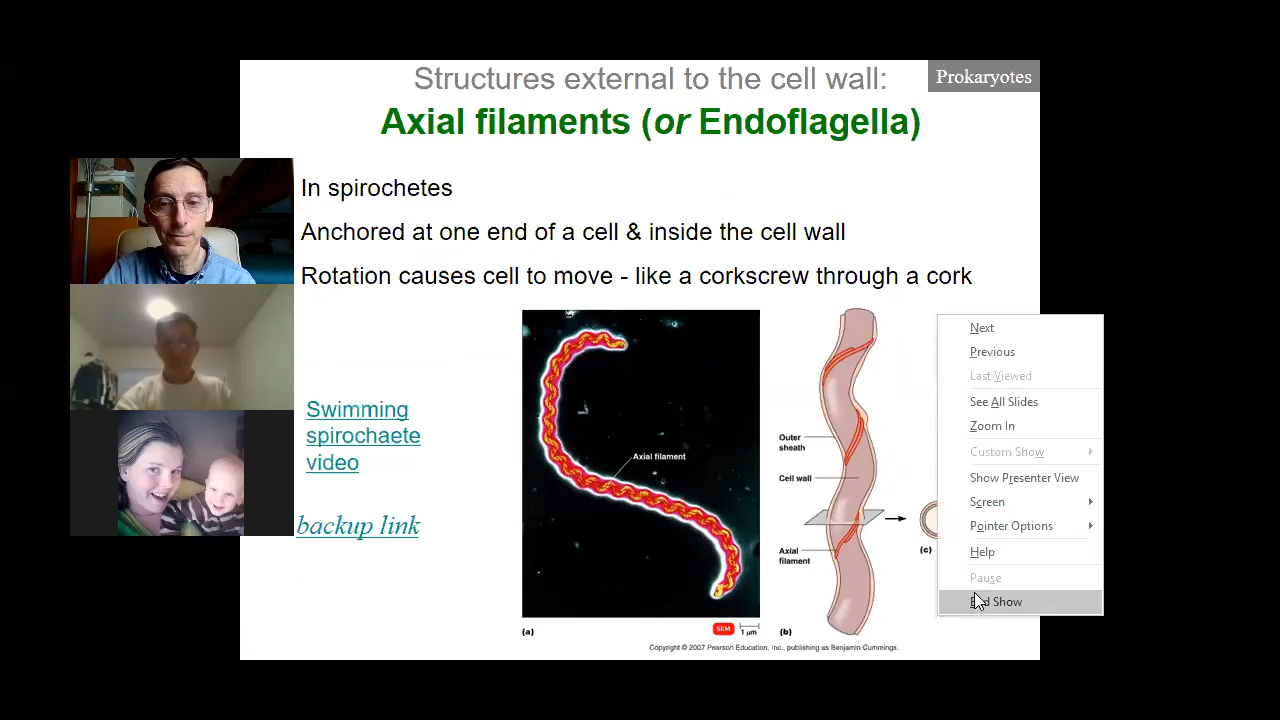 Structures external to the cell wall:
Prokaryotes
Axial filaments (or Endoflagella)
In spirochetes
Anchored at one end of a cell & inside the cell wall
Rotation causes cell to move - like a corkscrew through a cork
Swimming
spirochaete
video
backup link
Axial filament
(a)
SEM
1 µm
Outer
sheath
Cell wall
Axial
filament
(b)
(c)
Copyright © 2007 Pearson Education, Inc., publishing as Benjamin Cummings.
Next
Previous
Last Viewed
See All Slides
Zoom In
Custom Show
Show Presenter View
Screen
Pointer Options
Help
Pause
End Show